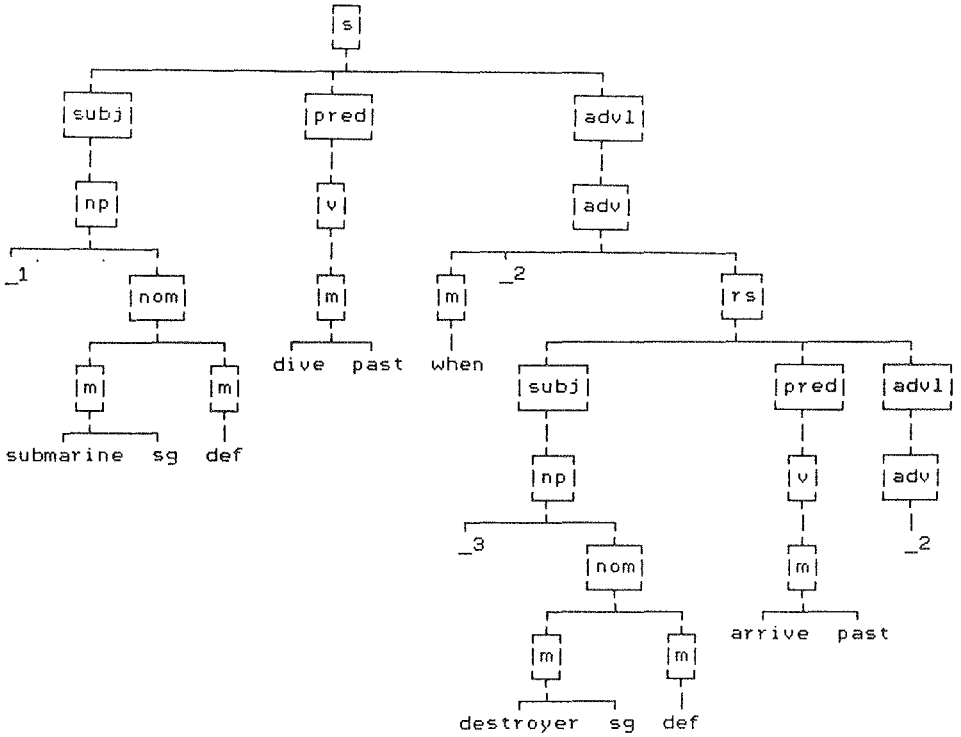 s
subj pred advl
np v adv
_1 _2
nom m m rs
dive past when
m m subj pred advl
submarine sg def
np v adv
_3 _2
nom m
arrive past
m m
destroyer sg def